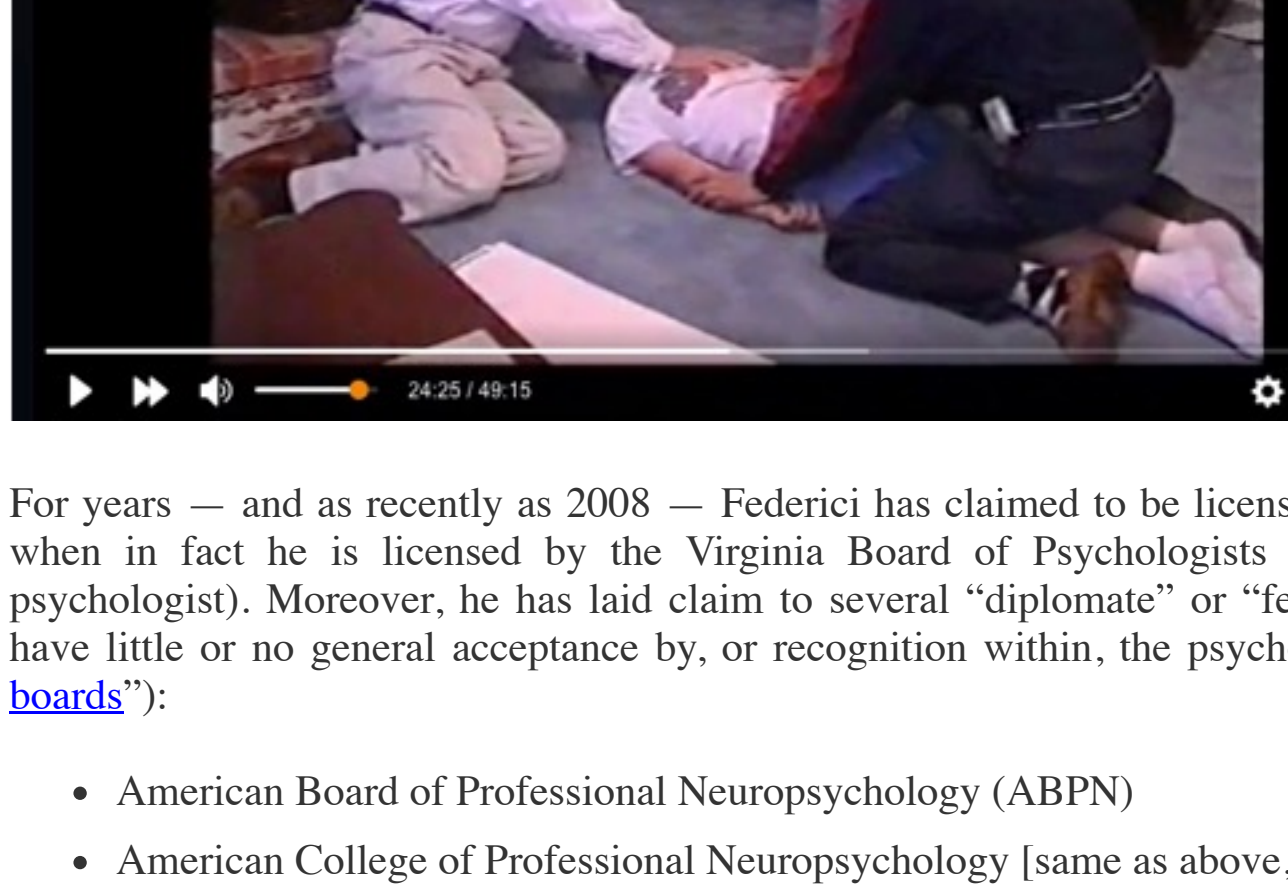 24:25 / 49:15
For years — and as recently as 2008 — Federici has claimed to be licens
when in fact he is licensed by the Virginia Board of Psychologists
psychologist). Moreover, he has laid claim to several “diplomate” or “fe
have little or no general acceptance by, or recognition within, the psych
boards”):
• American Board of Professional Neuropsychology (ABPN)
• American College of Professional Neuropsychology [same as above,